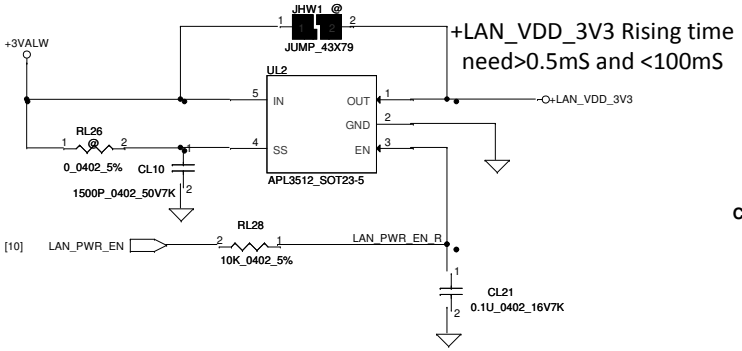 JHW1 @
1 1 2 2
JUMP_43X79
+LAN_VDD_3V3 Rising time
need>0.5mS and <100mS
+3VALW
UL2
5 IN OUT 1
+LAN_VDD_3V3
GND 2
RL26
1 @ 2
4 SS EN 3
0_0402_5%
CL10
1
2
1500P_0402_50V7K
APL3512_SOT23-5
RL28
[10] LAN_PWR_EN 2 1 LAN_PWR_EN_R
10K_0402_5%
1
CL21
0.1U_0402_16V7K
2
C